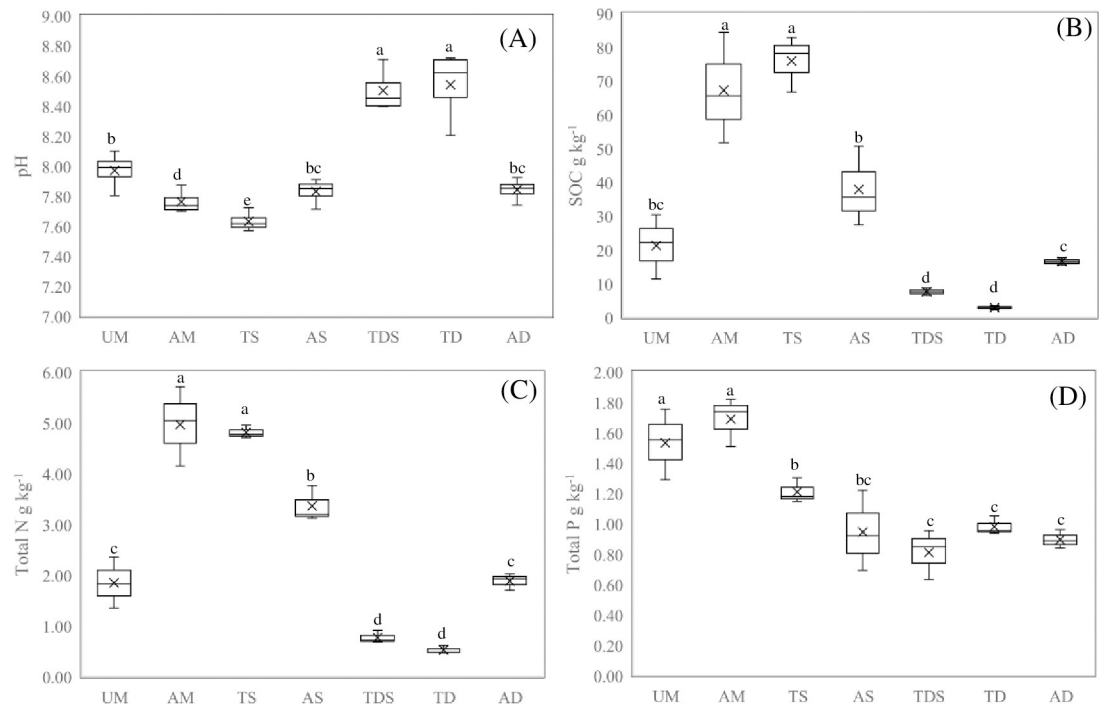 (A)
pH
9.00
8.80
8.60
8.40
8.20
8.00
7.80
7.60
7.40
7.20
7.00
b
d
e
bc
a
a
bc
UM AM TS AS TDS TD AD
(B)
SOC g kg⁻¹
90
80
70
60
50
40
30
20
10
0
bc
a
a
b
d
d
c
UM AM TS AS TDS TD AD
(C)
Total N g kg⁻¹
6.00
5.00
4.00
3.00
2.00
1.00
0.00
c
a
a
b
d
d
c
UM AM TS AS TDS TD AD
(D)
Total P g kg⁻¹
2.00
1.80
1.60
1.40
1.20
1.00
0.80
0.60
0.40
0.20
0.00
a
a
b
bc
c
c
c
UM AM TS AS TDS TD AD